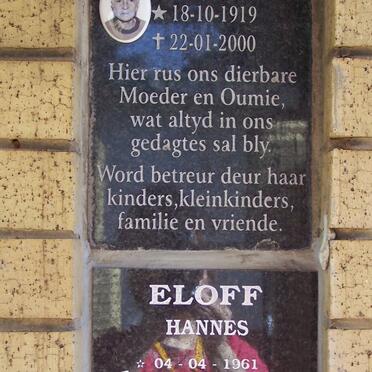 ★ 18-10-1919
✝ 22-01-2000
Hier rus ons dierbare
Moeder en Oumie,
wat altyd in ons
gedagtes sal bly.
Word betreur deur haar
kinders,kleinkinders,
familie en vriende.
ELOFF
HANNES
☆ 04 - 04 - 1961